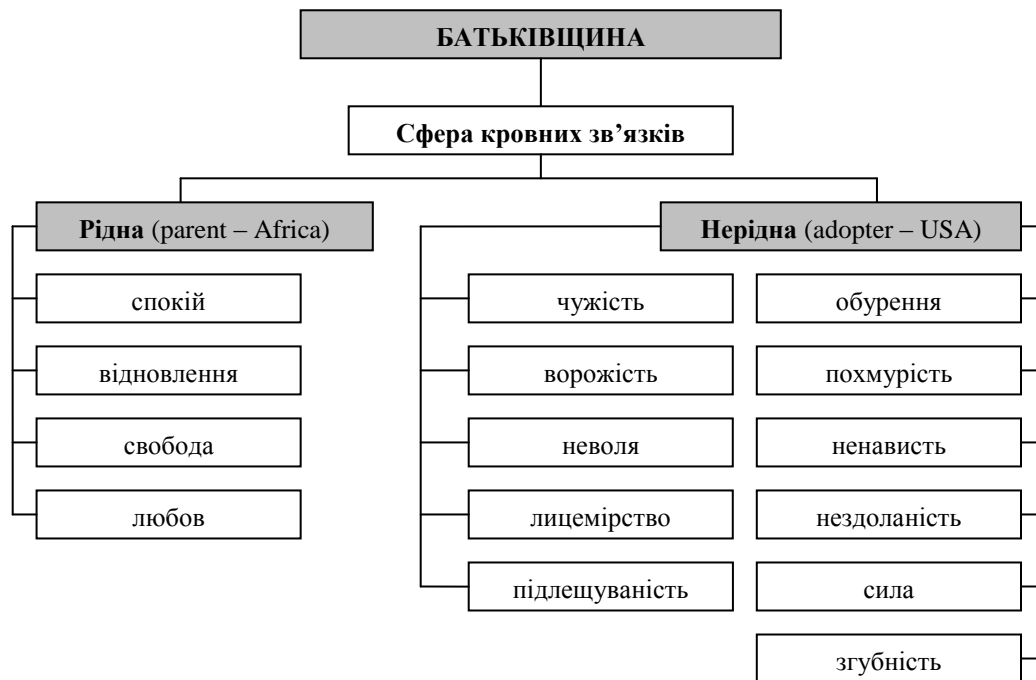 БАТЬКІВЩИНА
Сфера кровних зв’язків
Рідна (parent – Africa)
спокій
відновлення
свобода
любов
Нерідна (adopter – USA)
чужість
ворожість
неволя
лицемірство
підлещуваність
обурення
похмурість
ненависть
нездоланість
сила
згубність